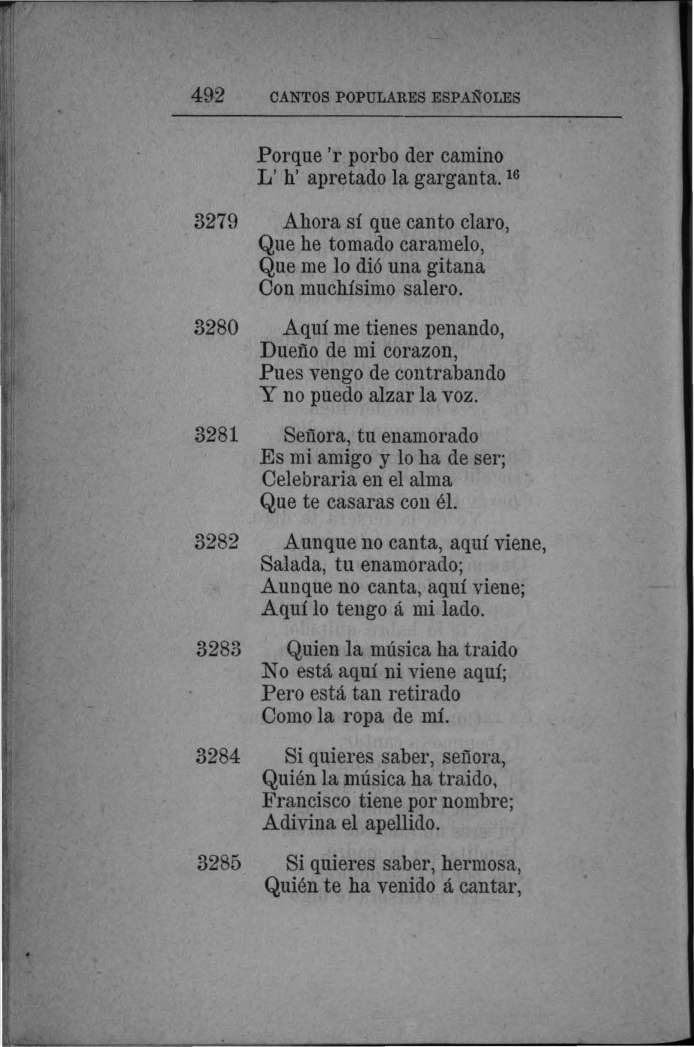 492 CANTOS POPULARES ESPAÑOLES
Porque 'r porbo der camino
L' h' apretado la garganta. 16
3279 Ahora sí que canto claro,
Que he tomado caramelo,
Que me lo dió una gitana
Con muchísimo salero.
3280 Aquí me tienes penando,
Dueño de mi corazon,
Pues vengo de contrabando
Y no puedo alzar la voz.
3281 Señora, tu enamorado
Es mi amigo y lo ha de ser;
Celebraria en el alma
Que te casaras con él.
3282 Aunque no canta, aquí viene,
Salada, tu enamorado;
Aunque no canta, aquí viene;
Aquí lo tengo á mi lado.
3283 Quien la música ha traido
No está aquí ni viene aquí;
Pero está tan retirado
Como la ropa de mí.
3284 Si quieres saber, señora,
Quién la música ha traido,
Francisco tiene por nombre;
Adivina el apellido.
3285 Si quieres saber, hermosa,
Quién te ha venido á cantar,